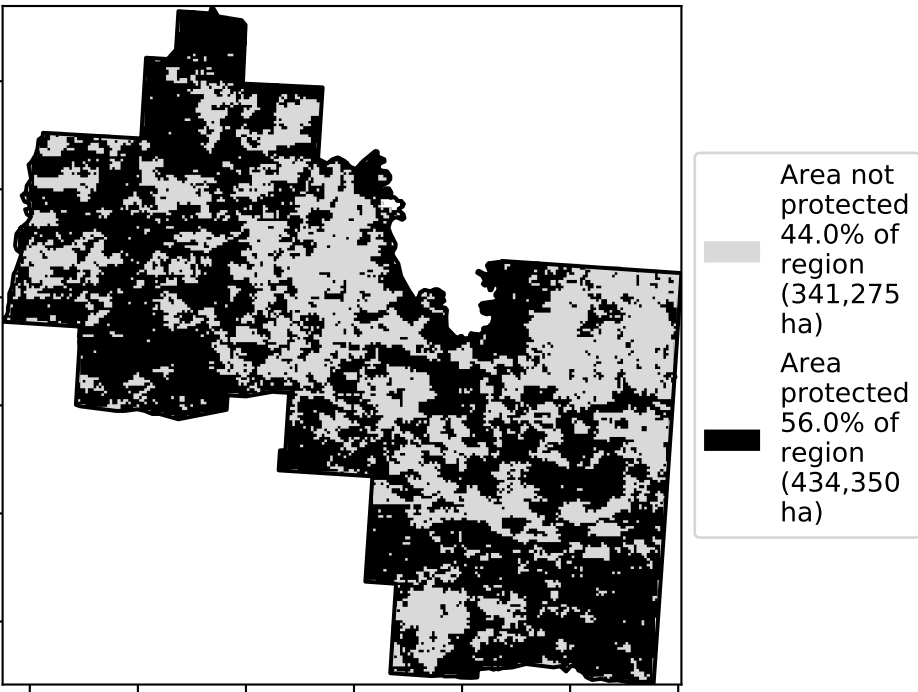 Area not
protected
44.0% of
region
(341,275
ha)
Area
protected
56.0% of
region
(434,350
ha)